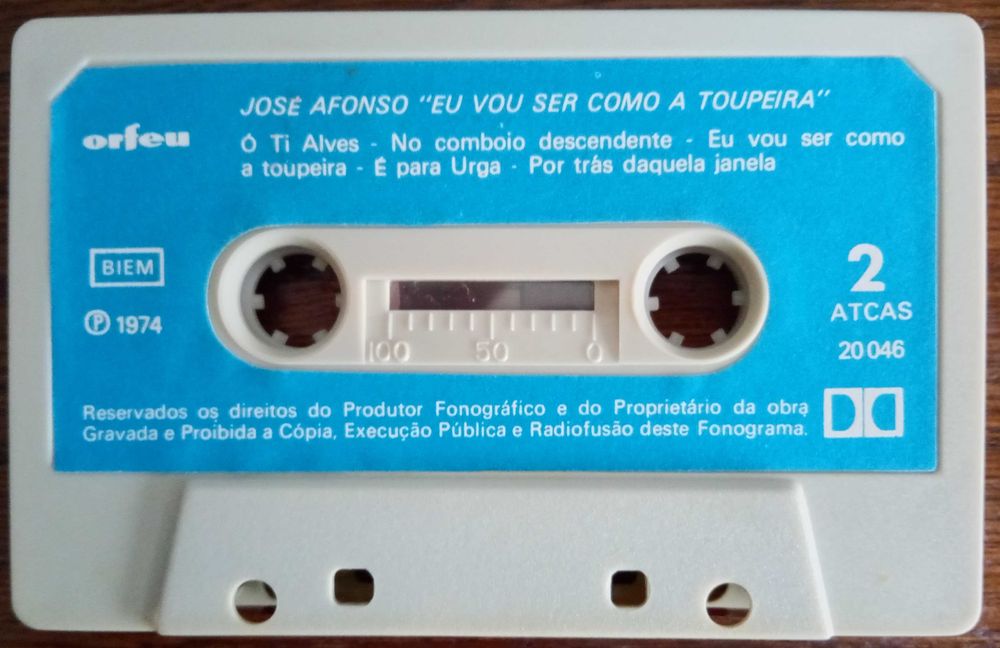 JOSÉ AFONSO "EU VOU SER COMO A TOUPEIRA"
orfeu
Ó Ti Alves - No comboio descendente - Eu vou ser como
a toupeira - É para Urga - Por trás daquela janela
BIEM
Ⓟ 1974
2
ATCAS
20 046
100 50 0
Reservados os direitos do Produtor Fonográfico e do Proprietário da obra
Gravada e Proibida a Cópia, Execução Pública e Radiofusão deste Fonograma.